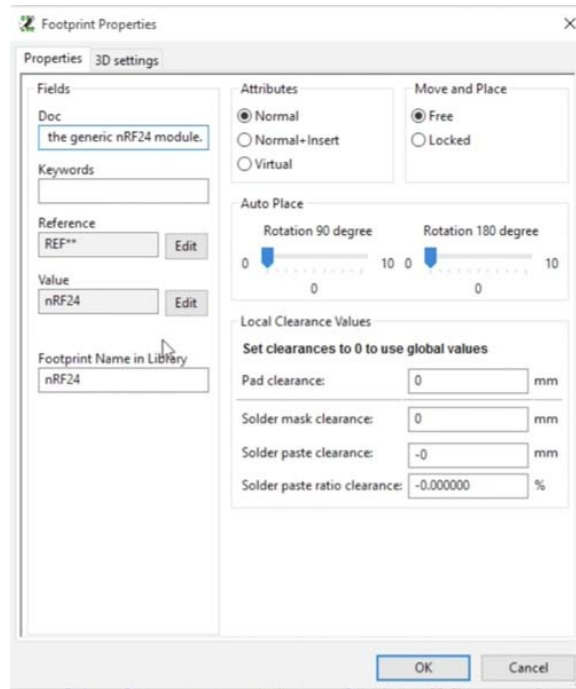 Footprint Properties
Properties 3D settings
Fields
Doc
the generic nRF24 module.
Keywords
Reference
REF** Edit
Value
nRF24 Edit
Footprint Name in Library
nRF24
Attributes
Normal
Normal+Insert
Virtual
Move and Place
Free
Locked
Auto Place
Rotation 90 degree Rotation 180 degree
0 10 0 10
0 0
Local Clearance Values
Set clearances to 0 to use global values
Pad clearance: 0 mm
Solder mask clearance: 0 mm
Solder paste clearance: -0 mm
Solder paste ratio clearance: -0.000000 %
OK Cancel